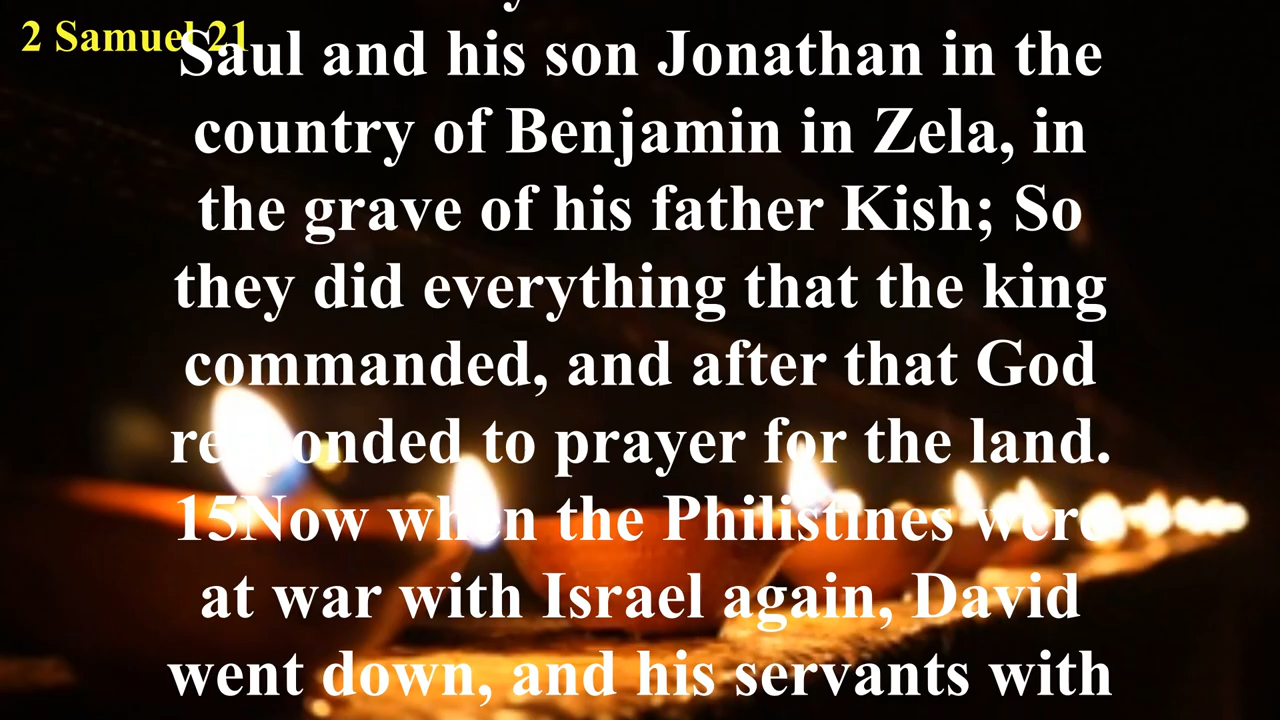 2 Samuel 21
Saul and his son Jonathan in the
country of Benjamin in Zela, in
the grave of his father Kish; So
they did everything that the king
commanded, and after that God
responded to prayer for the land.
15Now when the Philistines were
at war with Israel again, David
went down, and his servants with